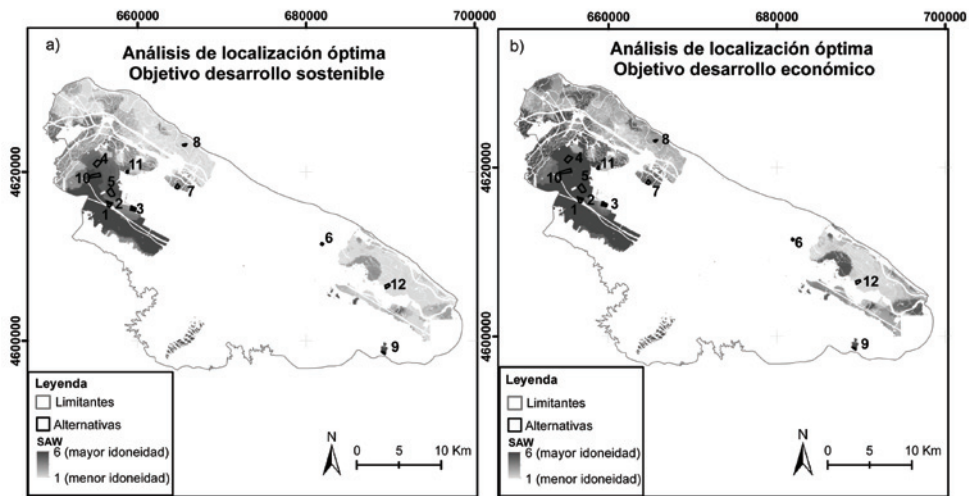 660000
680000
700000
a)
Análisis de localización óptima
Objetivo desarrollo sostenible
8
4
11
4620000
10
5
7
2
3
1
6
12
4600000
9
Leyenda
Limitantes
Alternativas
SAW
6 (mayor idoneidad)
1 (menor idoneidad)
N
0 5 10 Km
660000
680000
700000
b)
Análisis de localización óptima
Objetivo desarrollo económico
8
4
11
4620000
10
5
7
2
3
1
6
12
4600000
9
Leyenda
Limitantes
Alternativas
SAW
6 (mayor idoneidad)
1 (menor idoneidad)
N
0 5 10 Km